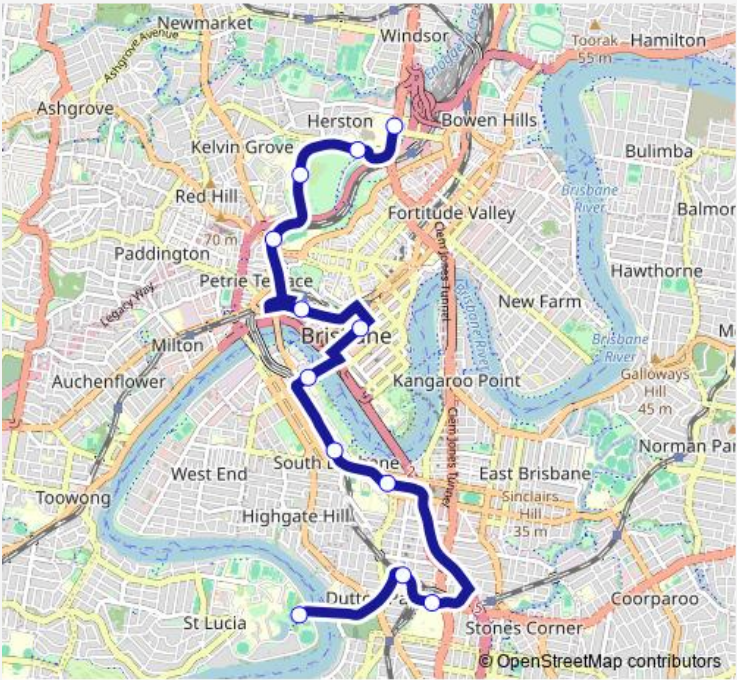 Newmarket
Windsor
Toorak
55 m
Hamilton
Ashgrove Avenue
Enoggera Creek
Ashgrove
Herston
Bowen Hills
Kelvin Grove
Bulimba
Red Hill
Brisbane
River
Fortitude Valley
Balmor
70 m
Paddington
Clem Jones Tunnel
Petrie Terrace
Hawthorne
Legacy Way
Brisbane River
New Farm
Brisbane
Milton
Brisbane
River
Auchenflower
Kangaroo Point
Galloways
Hill
45 m
Clem Jones Tunnel
Norman Par
West End
South
East Brisbane
Toowong
Sinclairs
Hill
35 m
Highgate Hill
Coorparoo
St Lucia
Stones Corner
© OpenStreetMap contributors